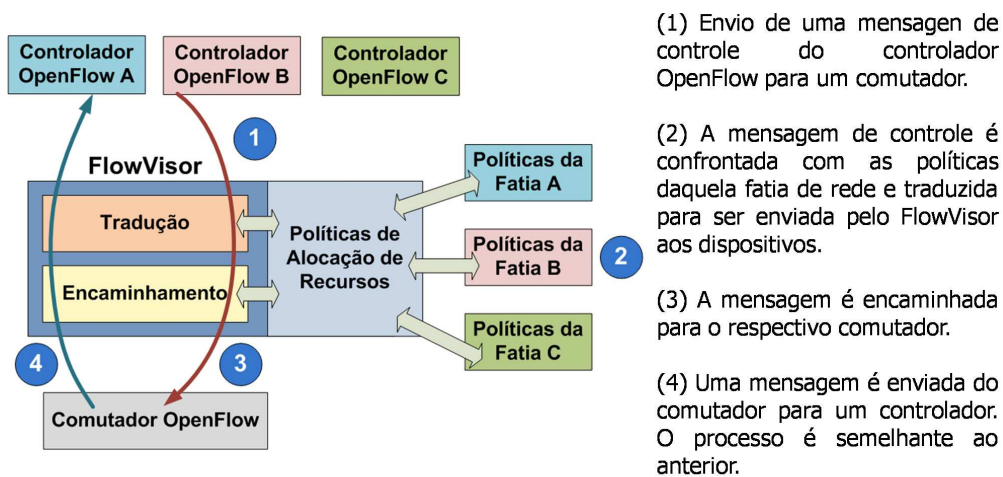 Controlador
OpenFlow A
Controlador
OpenFlow B
Controlador
OpenFlow C
1
FlowVisor
Tradução
Encaminhamento
Políticas de
Alocação de
Recursos
Políticas da
Fatia A
Políticas da
Fatia B
Políticas da
Fatia C
2
4
3
Comutador OpenFlow
(1) Envio de uma mensagen de
controle do controlador
OpenFlow para um comutador.
(2) A mensagem de controle é
confrontada com as políticas
daquela fatia de rede e traduzida
para ser enviada pelo FlowVisor
aos dispositivos.
(3) A mensagem é encaminhada
para o respectivo comutador.
(4) Uma mensagem é enviada do
comutador para um controlador.
O processo é semelhante ao
anterior.